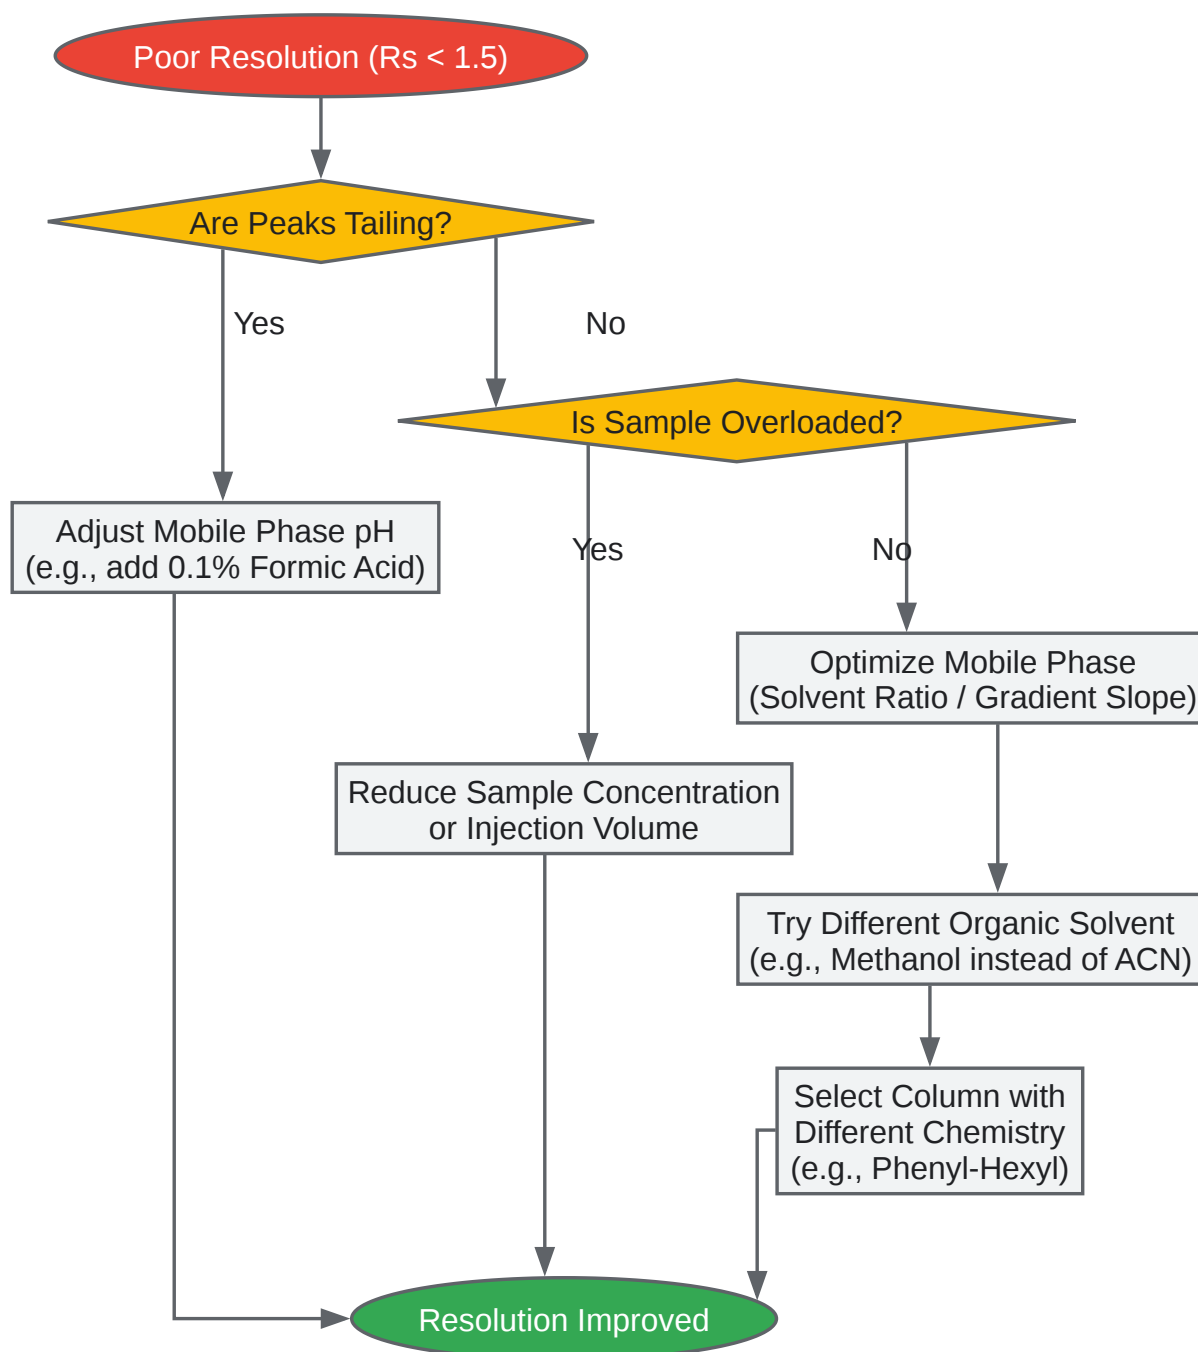 Poor Resolution (Rs < 1.5)
Are Peaks Tailing?
Yes
No
Is Sample Overloaded?
Adjust Mobile Phase pH
(e.g., add 0.1% Formic Acid)
Yes
No
Optimize Mobile Phase
(Solvent Ratio / Gradient Slope)
Reduce Sample Concentration
or Injection Volume
Try Different Organic Solvent
(e.g., Methanol instead of ACN)
Select Column with
Different Chemistry
(e.g., Phenyl-Hexyl)
Resolution Improved